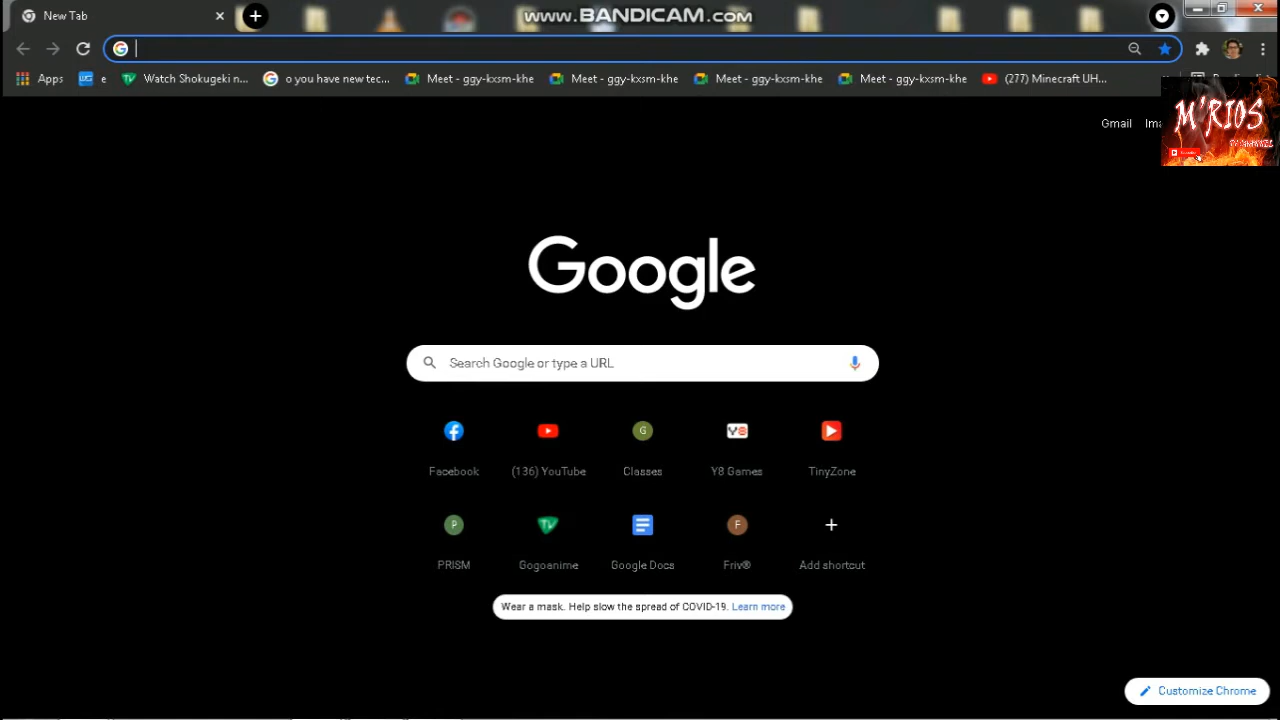 New Tab
www.BANDICAM.com
Apps
e
Watch Shokugeki n...
o you have new tec...
Meet - ggy-kxsm-khe
Meet - ggy-kxsm-khe
Meet - ggy-kxsm-khe
Meet - ggy-kxsm-khe
(277) Minecraft UH...
Gmail
Ima
M'RIOS
Google
Search Google or type a URL
G
Y8
Facebook
(136) YouTube
Classes
Y8 Games
TinyZone
P
TV
F
PRISM
Gogoanime
Google Docs
Friv®
Add shortcut
Wear a mask. Help slow the spread of COVID-19. Learn more
Customize Chrome